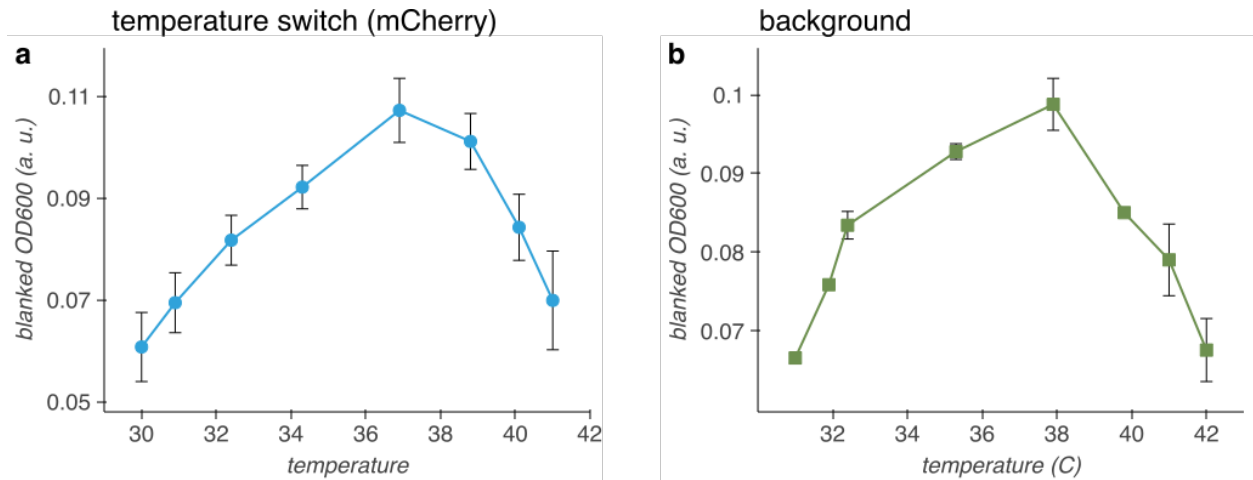 temperature switch (mCherry)
a
0.11
0.09
0.07
0.05
blanked OD600 (a. u.)
30 32 34 36 38 40 42
temperature
background
b
0.1
0.09
0.08
0.07
blanked OD600 (a. u.)
32 34 36 38 40 42
temperature (C)